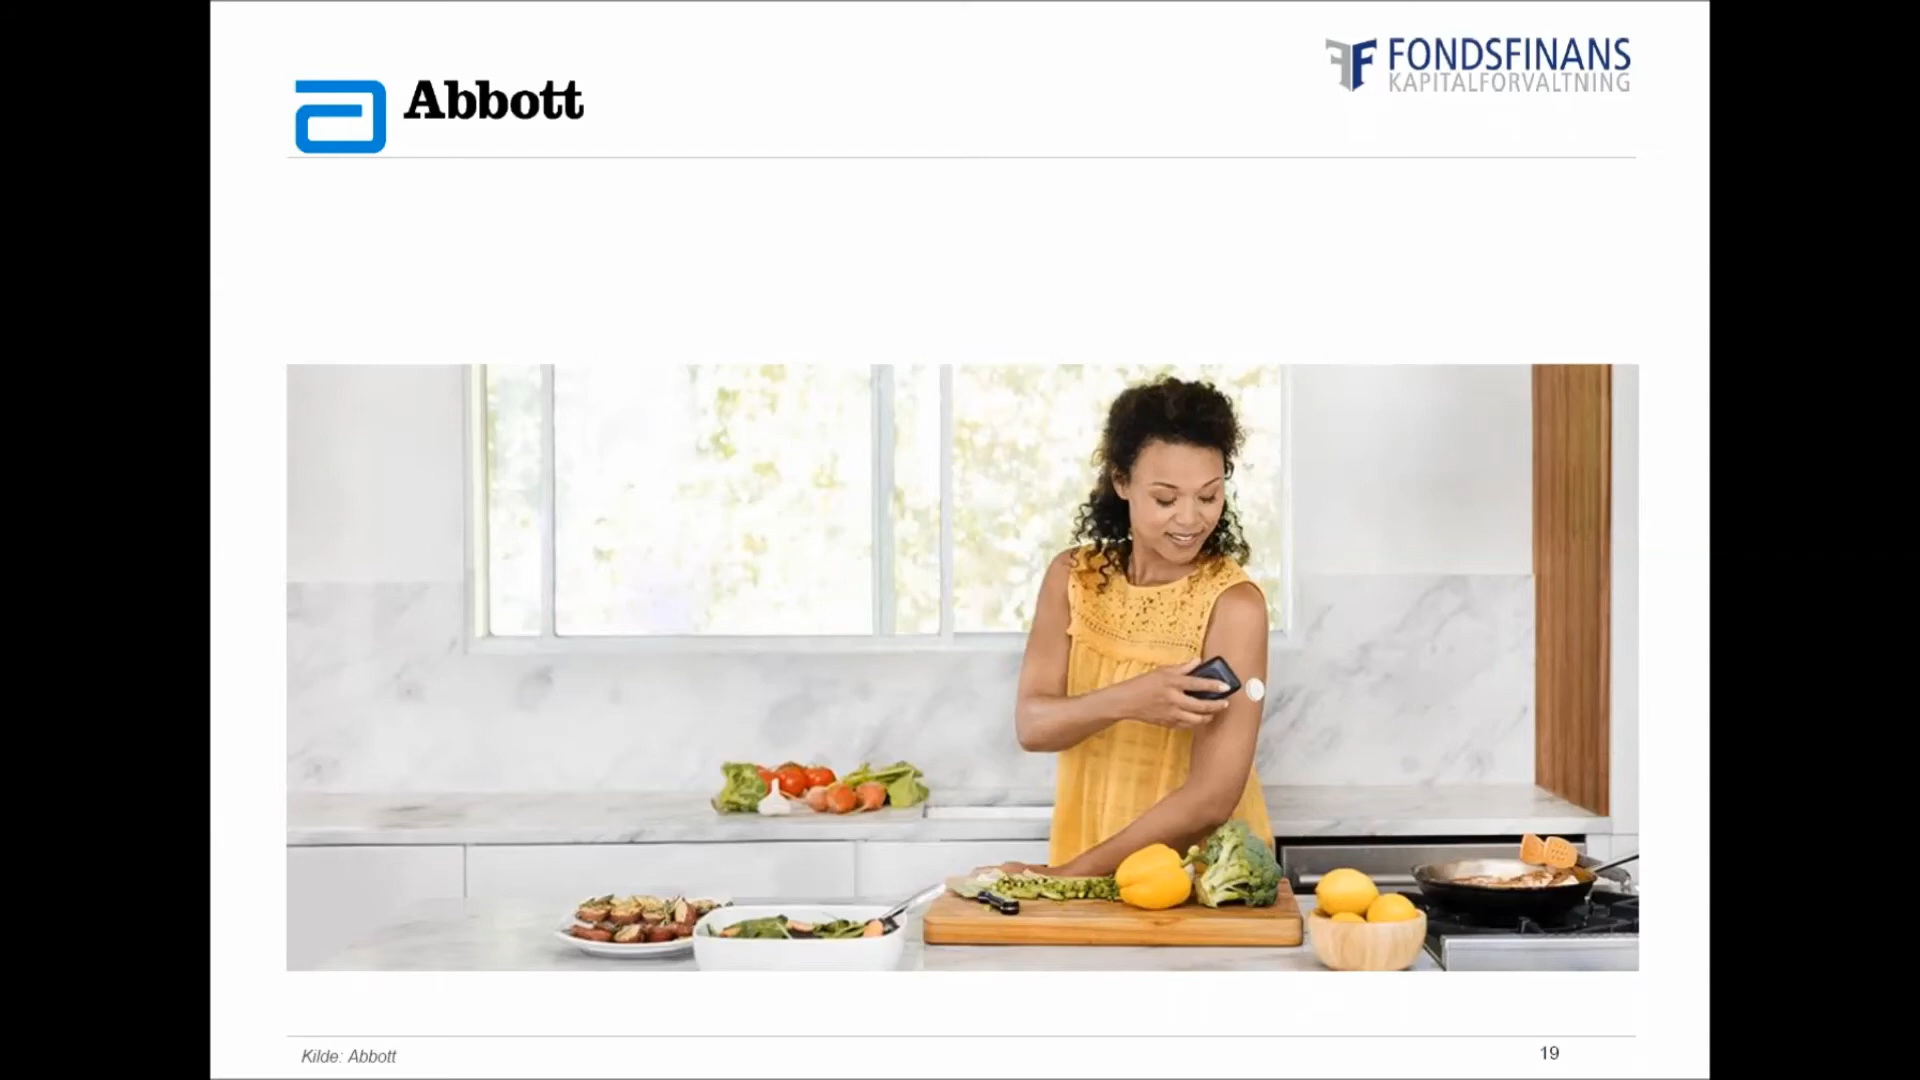 Abbott
FONDSFINANS
KAPITALFORVALTNING
Kilde: Abbott
19